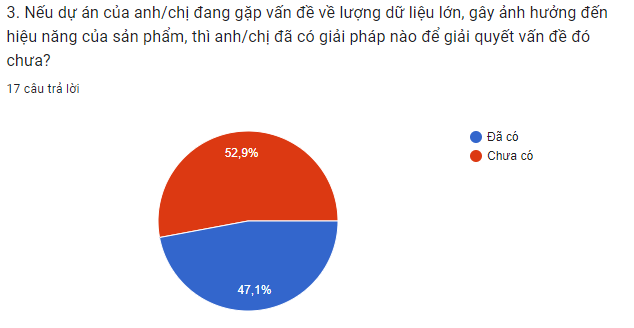 3. Nếu dự án của anh/chị đang gặp vấn đề về lượng dữ liệu lớn, gây ảnh hưởng đến
hiệu năng của sản phẩm, thì anh/chị đã có giải pháp nào để giải quyết vấn đề đó
chưa?
17 câu trả lời
Đã có
Chưa có
52,9%
47,1%